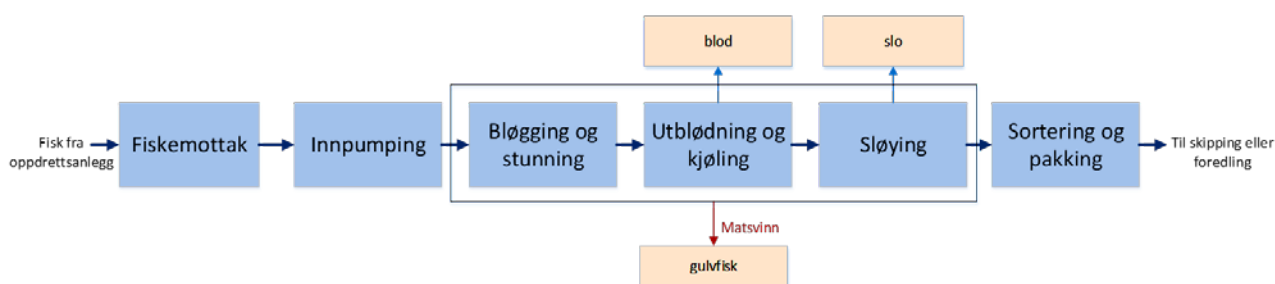 blod
slo
Fisk fra
oppdrettsanlegg
Fiskemottak
Innpumping
Bløgging og
stunning
Utblødning og
kjøling
Sløying
Sortering og
pakking
Til skipping eller
foredling
Matsvinn
gulvfisk